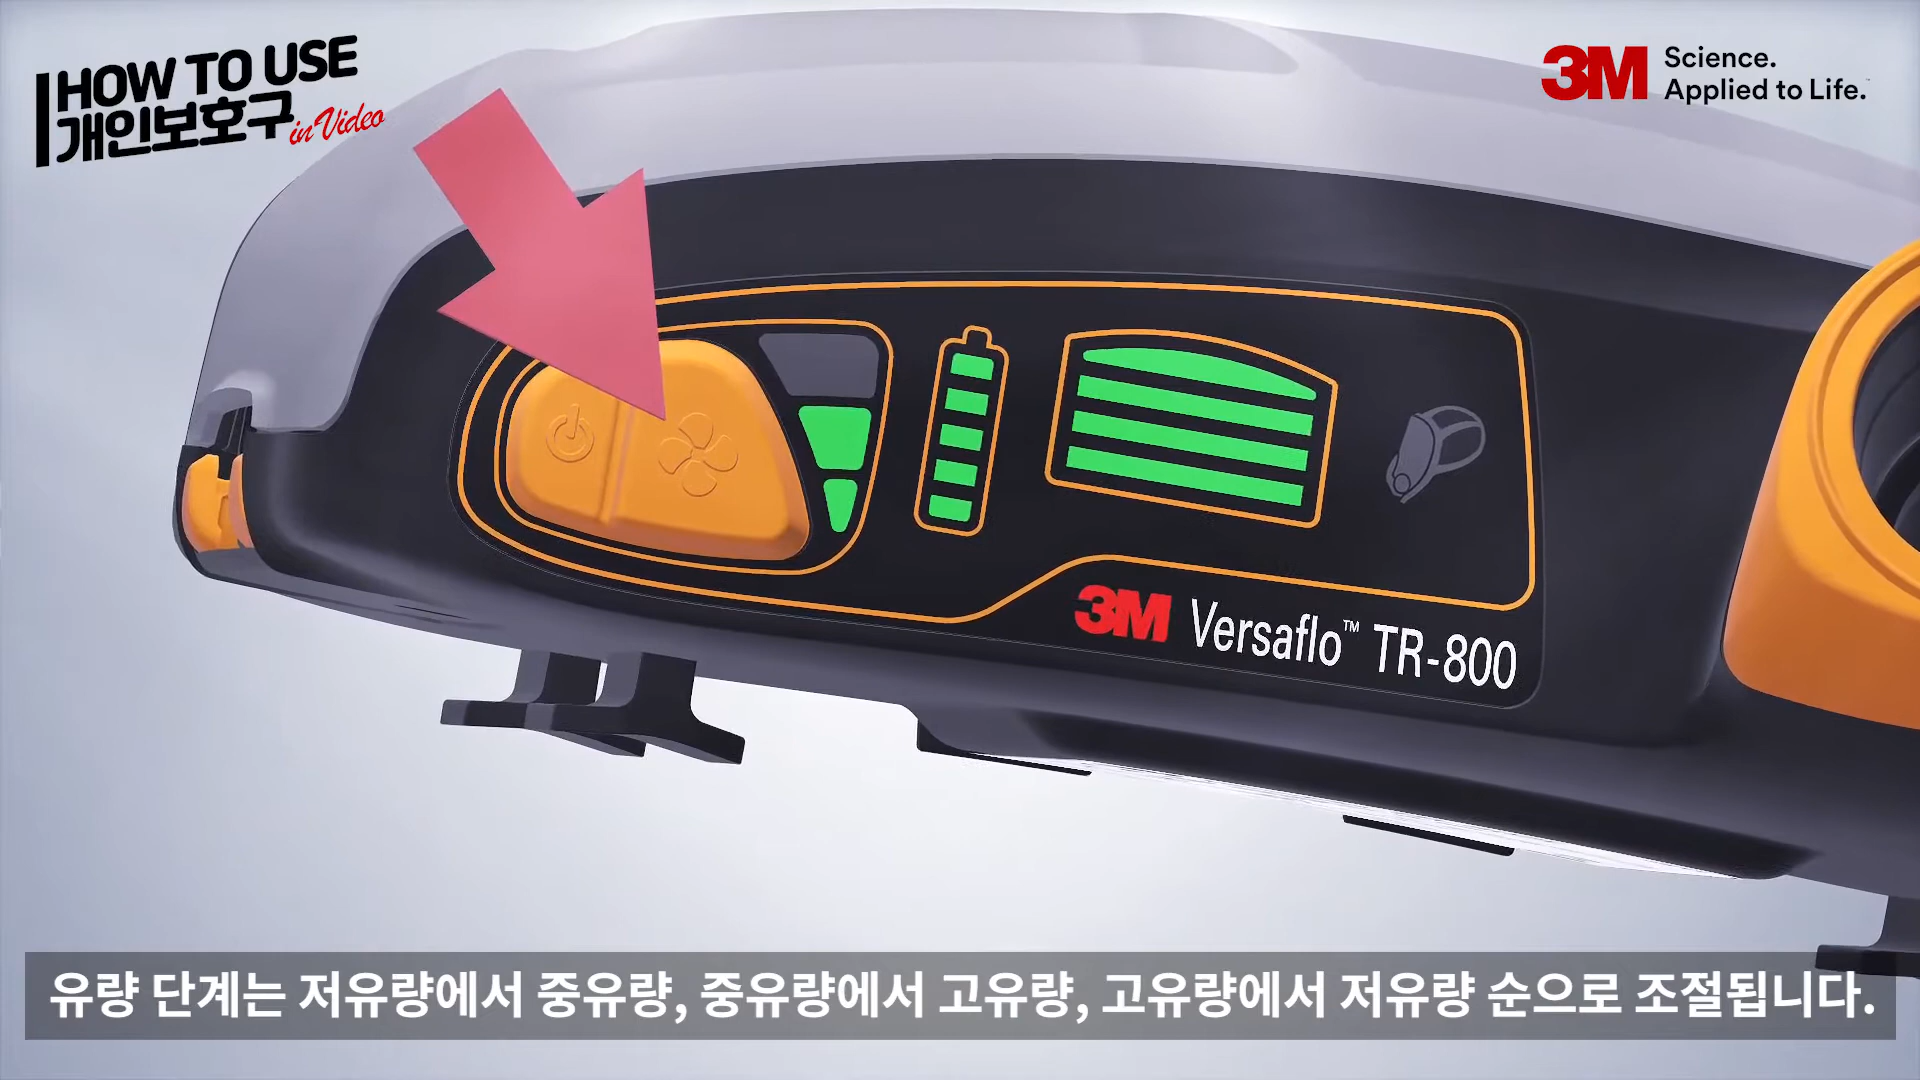 HOW TO USE
개인보호구 in Video
3M Science.
Applied to Life.™
3M Versaflo™ TR-800
유량 단계는 저유량에서 중유량, 중유량에서 고유량, 고유량에서 저유량 순으로 조절됩니다.